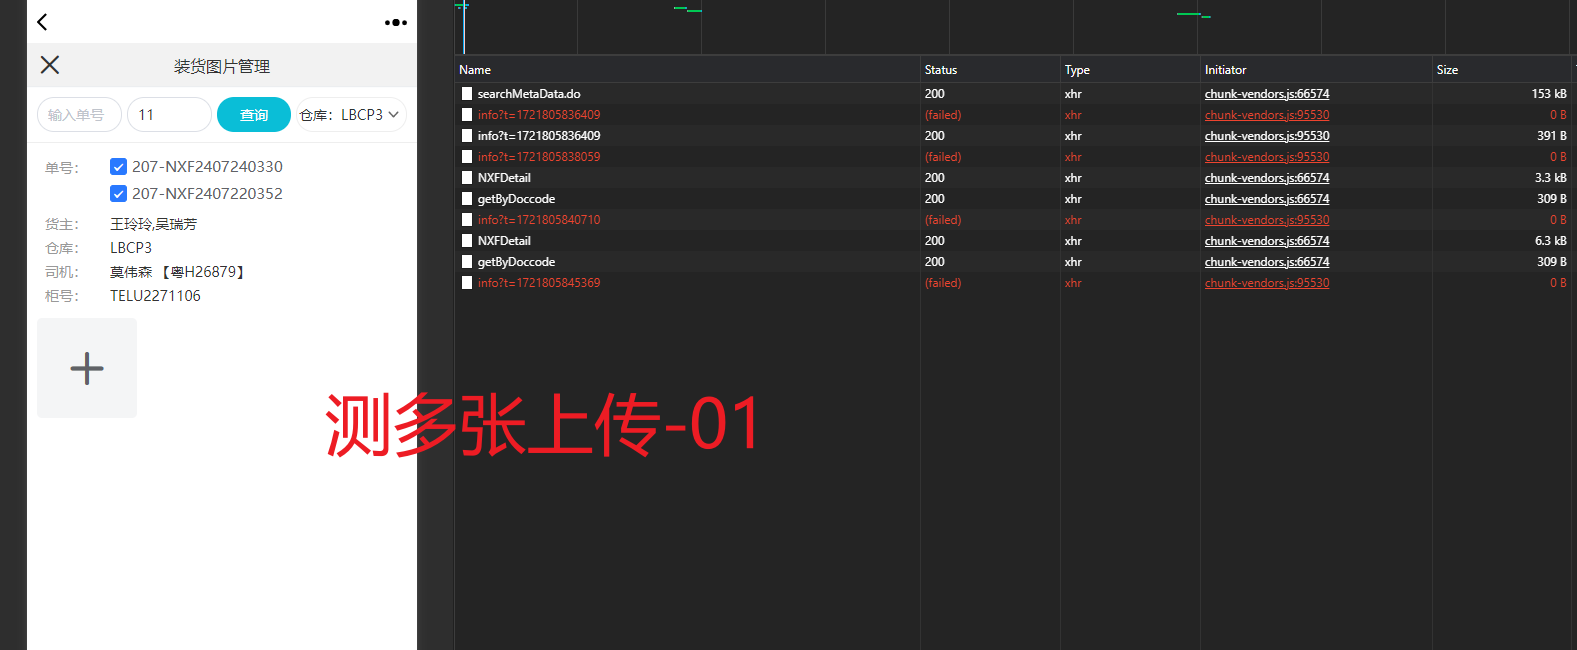 装货图片管理
输入单号 11 查询 仓库：LBCP3
单号： 207-NXF2407240330
207-NXF2407220352
货主： 王玲玲,吴瑞芳
仓库： LBCP3
司机： 莫伟森 【粤H26879】
柜号： TELU2271106
测多张上传-01
Name Status Type Initiator Size
searchMetaData.do 200 xhr chunk-vendors.js:66574 153 kB
info?t=1721805836409 (failed) xhr chunk-vendors.js:95530 0 B
info?t=1721805836409 200 xhr chunk-vendors.js:95530 391 B
info?t=1721805838059 (failed) xhr chunk-vendors.js:95530 0 B
NXFDetail 200 xhr chunk-vendors.js:66574 3.3 kB
getByDoccode 200 xhr chunk-vendors.js:66574 309 B
info?t=1721805840710 (failed) xhr chunk-vendors.js:95530 0 B
NXFDetail 200 xhr chunk-vendors.js:66574 6.3 kB
getByDoccode 200 xhr chunk-vendors.js:66574 309 B
info?t=1721805845369 (failed) xhr chunk-vendors.js:95530 0 B